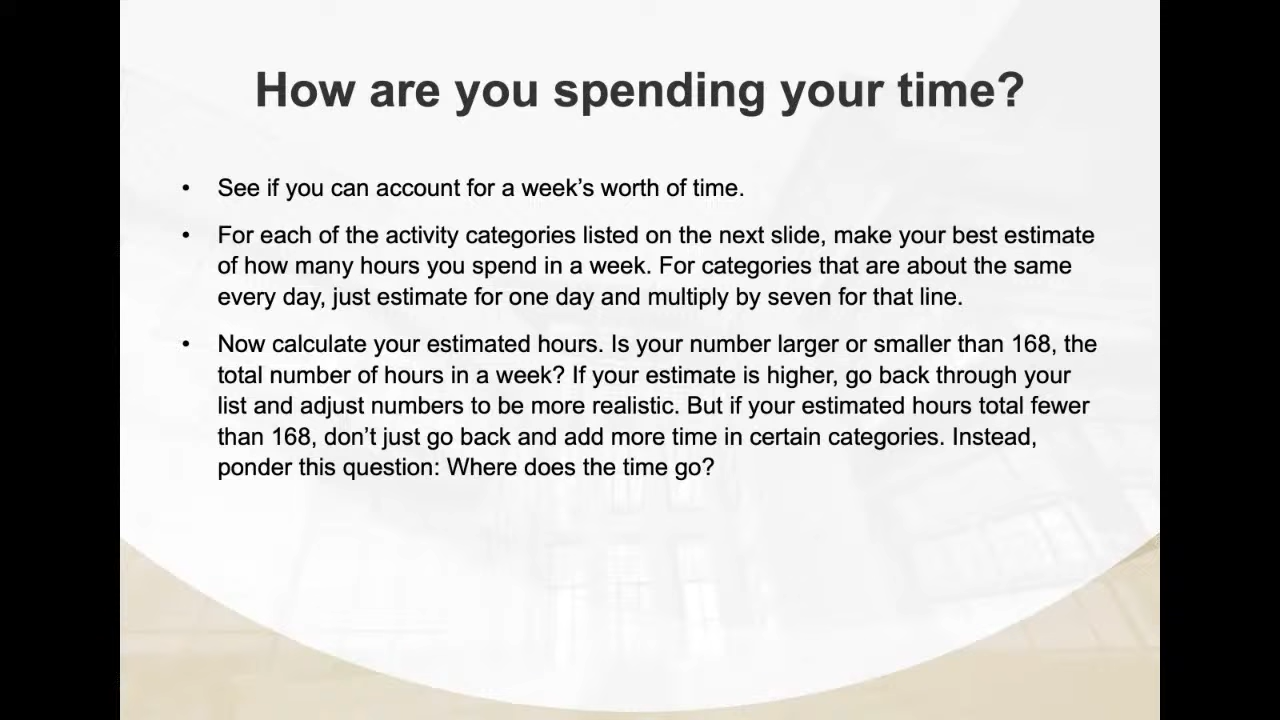 How are you spending your time?
• See if you can account for a week’s worth of time.
• For each of the activity categories listed on the next slide, make your best estimate
of how many hours you spend in a week. For categories that are about the same
every day, just estimate for one day and multiply by seven for that line.
• Now calculate your estimated hours. Is your number larger or smaller than 168, the
total number of hours in a week? If your estimate is higher, go back through your
list and adjust numbers to be more realistic. But if your estimated hours total fewer
than 168, don’t just go back and add more time in certain categories. Instead,
ponder this question: Where does the time go?